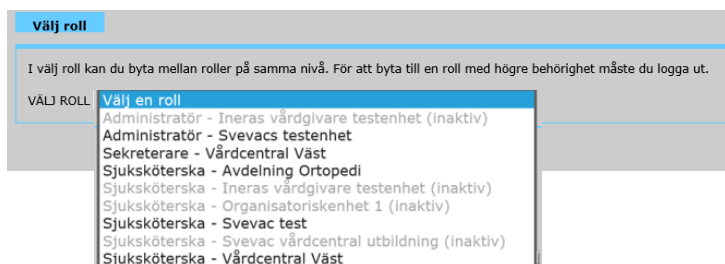 Välj roll
I välj roll kan du byta mellan roller på samma nivå. För att byta till en roll med högre behörighet måste du logga ut.
VÄLJ ROLL Välj en roll
Administratör - Ineras vårdgivare testenhet (inaktiv)
Administratör - Svevacs testenhet
Sekreterare - Vårdcentral Väst
Sjuksköterska - Avdelning Ortopedi
Sjuksköterska - Ineras vårdgivare testenhet (inaktiv)
Sjuksköterska - Organisatoriskenhet 1 (inaktiv)
Sjuksköterska - Svevac test
Sjuksköterska - Svevac vårdcentral utbildning (inaktiv)
Sjuksköterska - Vårdcentral Väst